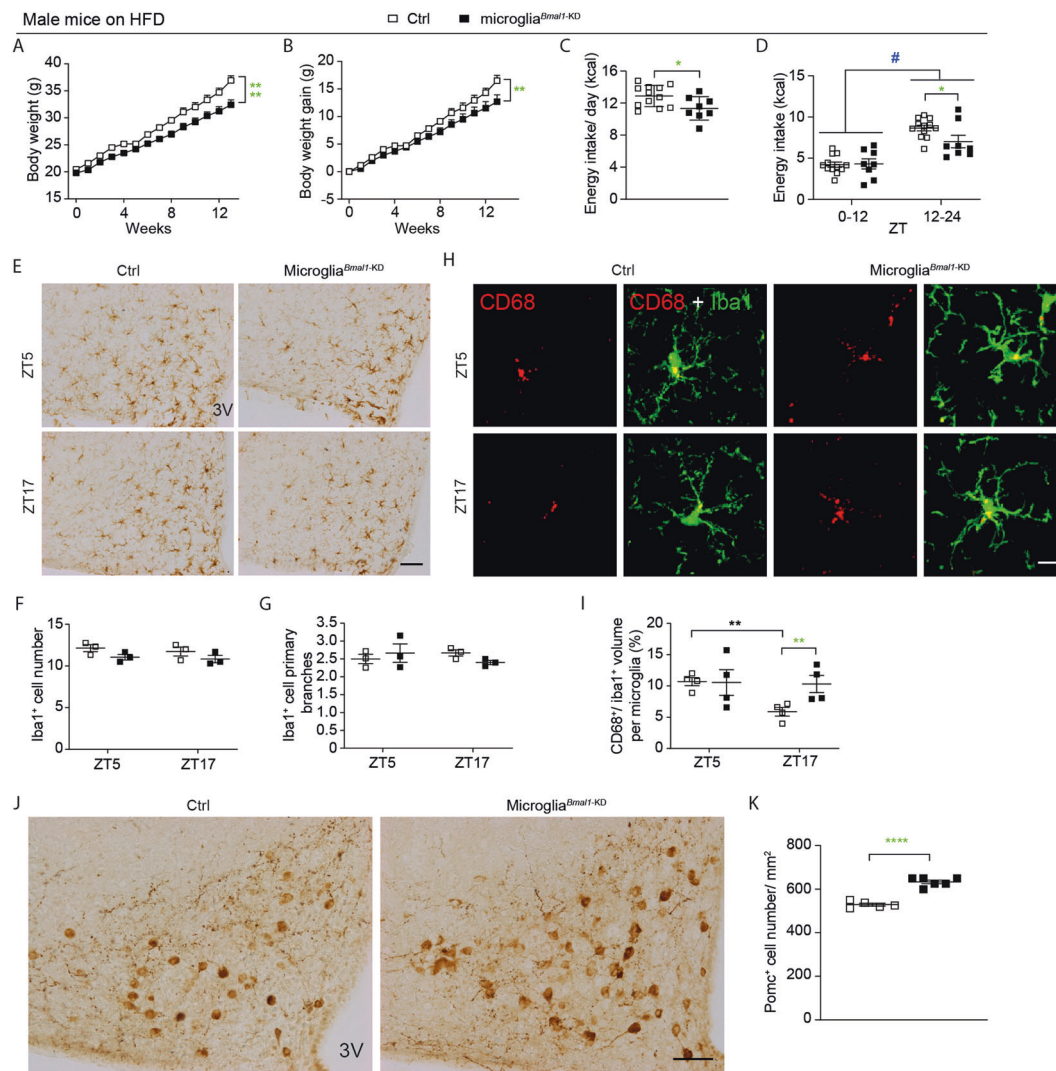 Male mice on HFD
Ctrl microglia Bmal1-KD
A
Body weight (g)
40
35
30
25
20
15
0 4 8 12
Weeks
**
**
B
Body weight gain (g)
20
15
10
5
0
-5
0 4 8 12
Weeks
**
C
Energy intake/ day (kcal)
16
12
8
4
0
*
D
Energy intake (kcal)
15
10
5
0
#
*
0-12 12-24
ZT
E
Ctrl Microglia Bmal1-KD
ZT5
3V
ZT17
H
Ctrl Microglia Bmal1-KD
CD68 CD68 + Iba1
ZT5
ZT17
F
Iba1+ cell number
15
10
5
0
ZT5 ZT17
G
Iba1+ cell primary
branches
3.5
3.0
2.5
2.0
1.5
1.0
0.5
0
ZT5 ZT17
I
CD68+/ iba1+ volume
per microglia (%)
20
15
10
5
0
**
**
ZT5 ZT17
J
Ctrl Microglia Bmal1-KD
3V
K
Pomc+ cell number/ mm2
800
600
400
200
0
****